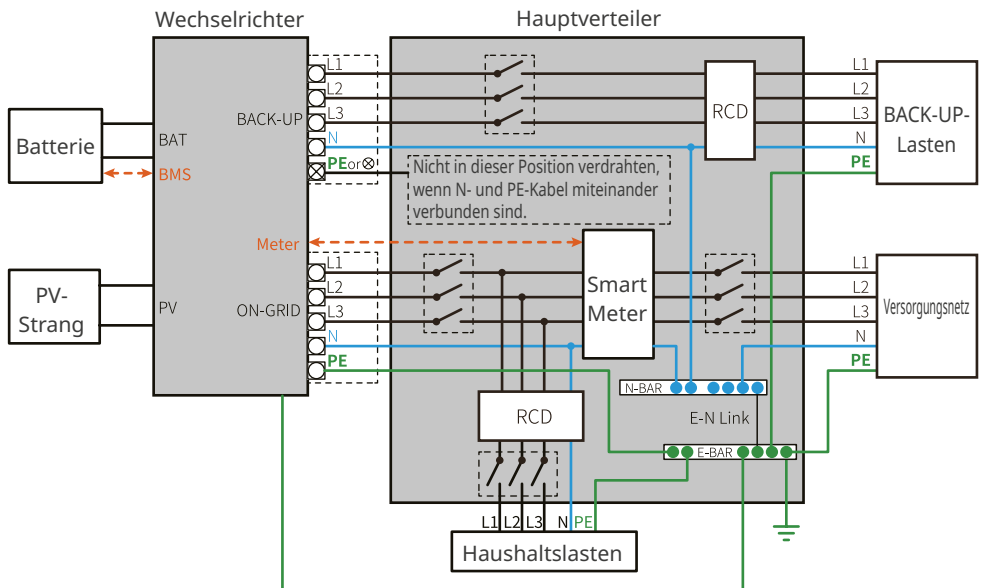 Wechselrichter
Hauptverteiler
L1
L2
L3
N
PE or
BACK-UP
L1
L2
L3
N
PE
RCD
BACK-UP-
Lasten
Batterie
BAT
BMS
Nicht in dieser Position verdrahten,
wenn N- und PE-Kabel miteinander
verbunden sind.
Meter
PV-
Strang
PV
ON-GRID
L1
L2
L3
N
PE
Smart
Meter
L1
L2
L3
N
PE
Versorgungsnetz
N-BAR
E-N Link
RCD
E-BAR
L1 L2 L3 N PE
Haushaltslasten